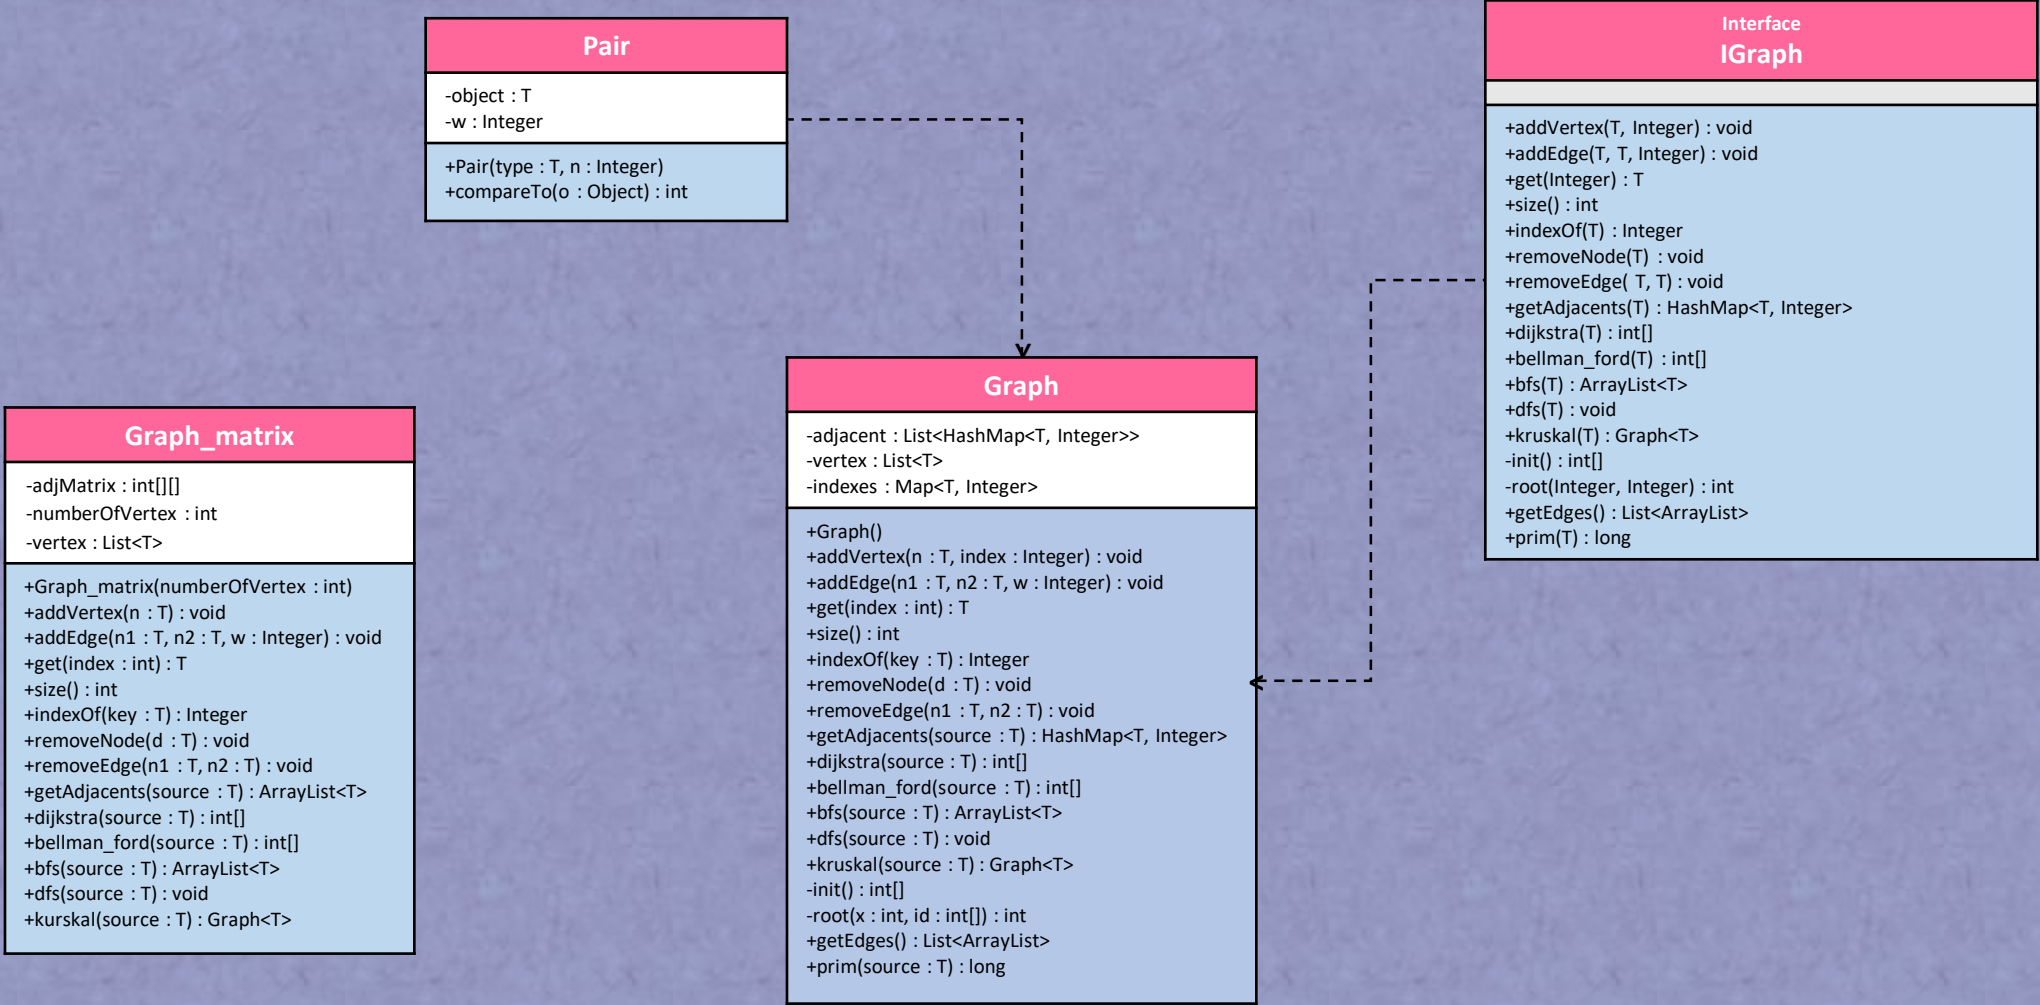 Pair
-object : T
-w : Integer
+Pair(type : T, n : Integer)
+compareTo(o : Object) : int
Interface
IGraph
+addVertex(T, Integer) : void
+addEdge(T, T, Integer) : void
+get(Integer) : T
+size() : int
+indexOf(T) : Integer
+removeNode(T) : void
+removeEdge( T, T) : void
+getAdjacents(T) : HashMap<T, Integer>
+dijkstra(T) : int[]
+bellman_ford(T) : int[]
+bfs(T) : ArrayList<T>
+dfs(T) : void
+kruskal(T) : Graph<T>
-init() : int[]
-root(Integer, Integer) : int
+getEdges() : List<ArrayList>
+prim(T) : long
Graph_matrix
-adjMatrix : int[][]
-numberOfVertex : int
-vertex : List<T>
+Graph_matrix(numberOfVertex : int)
+addVertex(n : T) : void
+addEdge(n1 : T, n2 : T, w : Integer) : void
+get(index : int) : T
+size() : int
+indexOf(key : T) : Integer
+removeNode(d : T) : void
+removeEdge(n1 : T, n2 : T) : void
+getAdjacents(source : T) : ArrayList<T>
+dijkstra(source : T) : int[]
+bellman_ford(source : T) : int[]
+bfs(source : T) : ArrayList<T>
+dfs(source : T) : void
+kurskal(source : T) : Graph<T>
Graph
-adjacent : List<HashMap<T, Integer>>
-vertex : List<T>
-indexes : Map<T, Integer>
+Graph()
+addVertex(n : T, index : Integer) : void
+addEdge(n1 : T, n2 : T, w : Integer) : void
+get(index : int) : T
+size() : int
+indexOf(key : T) : Integer
+removeNode(d : T) : void
+removeEdge(n1 : T, n2 : T) : void
+getAdjacents(source : T) : HashMap<T, Integer>
+dijkstra(source : T) : int[]
+bellman_ford(source : T) : int[]
+bfs(source : T) : ArrayList<T>
+dfs(source : T) : void
+kruskal(source : T) : Graph<T>
-init() : int[]
-root(x : int, id : int[]) : int
+getEdges() : List<ArrayList>
+prim(source : T) : long